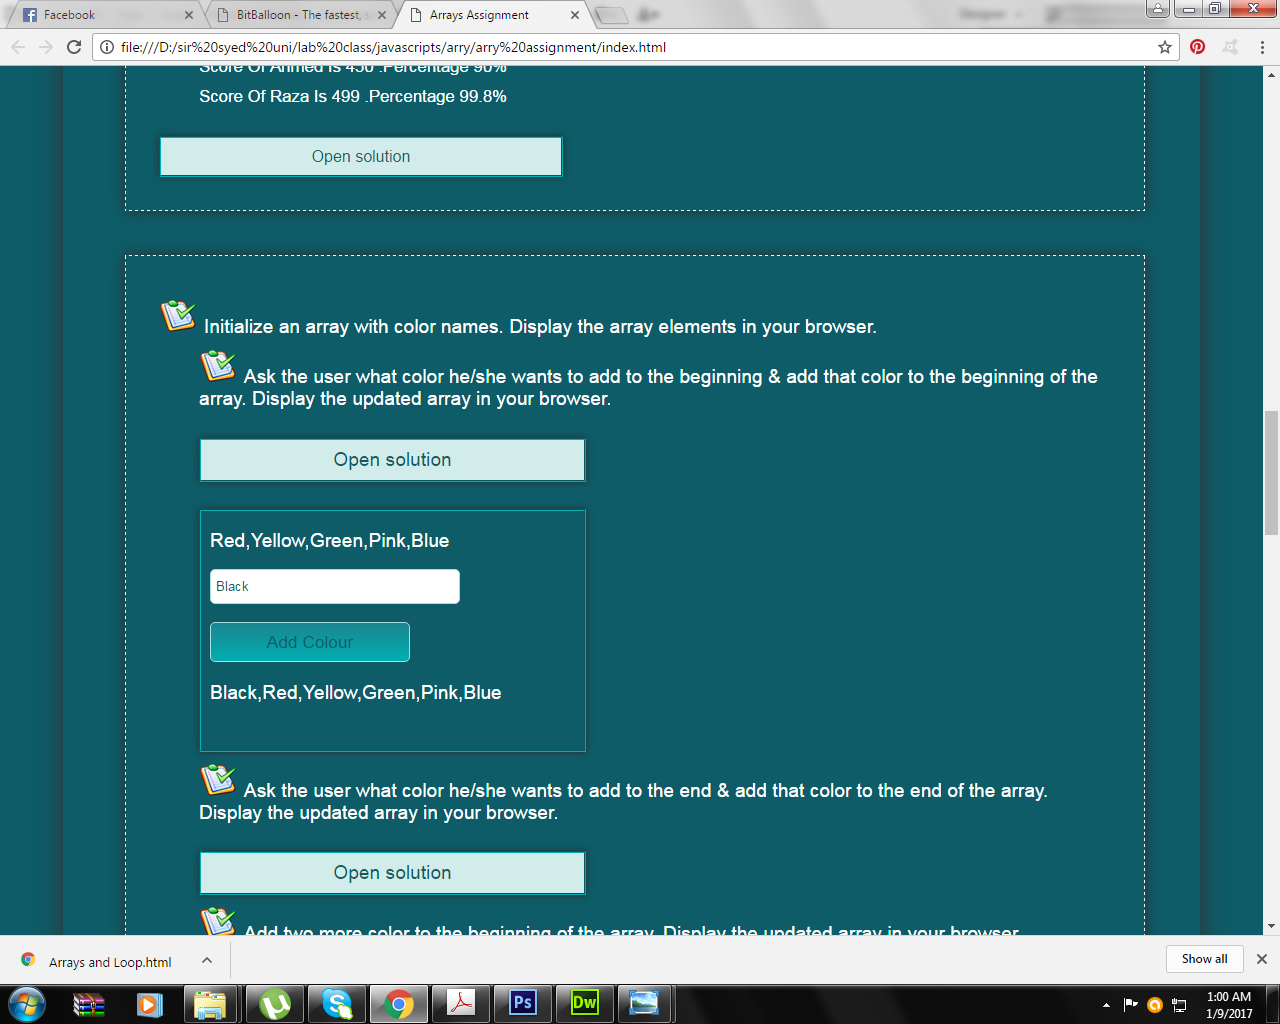 Facebook
BitBalloon - The fastest,
Arrays Assignment
file:///D:/sir%20syed%20uni/lab%20class/javascripts/arry/arry%20assignment/index.html
Score Of Ahmed Is 450 .Percentage 90%
Score Of Raza Is 499 .Percentage 99.8%
Open solution
Initialize an array with color names. Display the array elements in your browser.
Ask the user what color he/she wants to add to the beginning & add that color to the beginning of the
array. Display the updated array in your browser.
Open solution
Red,Yellow,Green,Pink,Blue
Black
Add Colour
Black,Red,Yellow,Green,Pink,Blue
Ask the user what color he/she wants to add to the end & add that color to the end of the array.
Display the updated array in your browser.
Open solution
Add two more color to the beginning of the array. Display the updated array in your browser.
Arrays and Loop.html
Show all
Ps
Dw
1:00 AM
1/9/2017